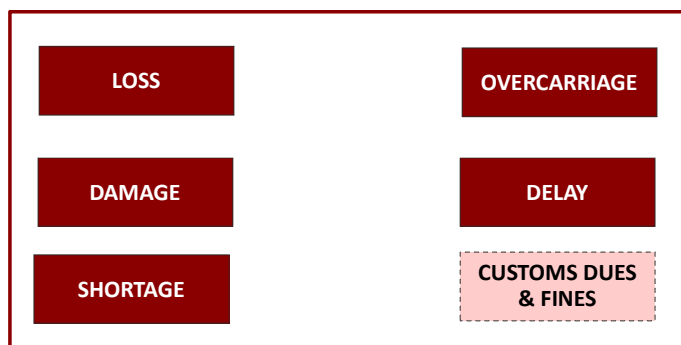 LOSS
OVERCARRIAGE
DAMAGE
DELAY
SHORTAGE
CUSTOMS DUES
& FINES